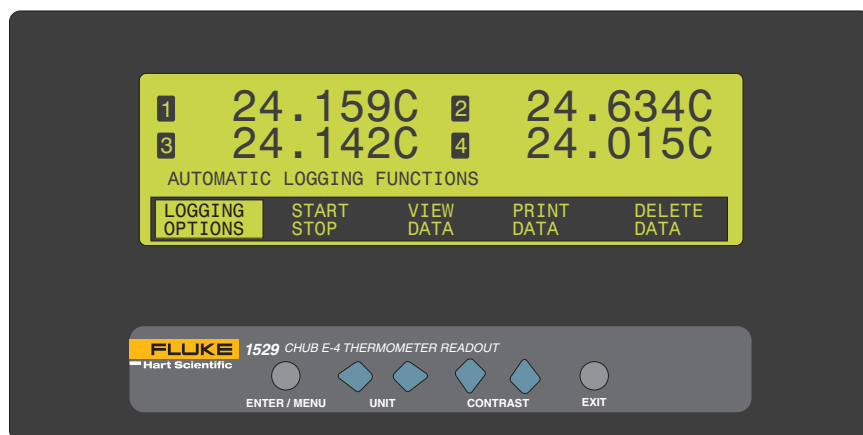 1 24.159C 2 24.634C
3 24.142C 4 24.015C
AUTOMATIC LOGGING FUNCTIONS
LOGGING START VIEW PRINT DELETE
OPTIONS STOP DATA DATA DATA
FLUKE 1529 CHUB E-4 THERMOMETER READOUT
Hart Scientific
ENTER / MENU UNIT CONTRAST EXIT